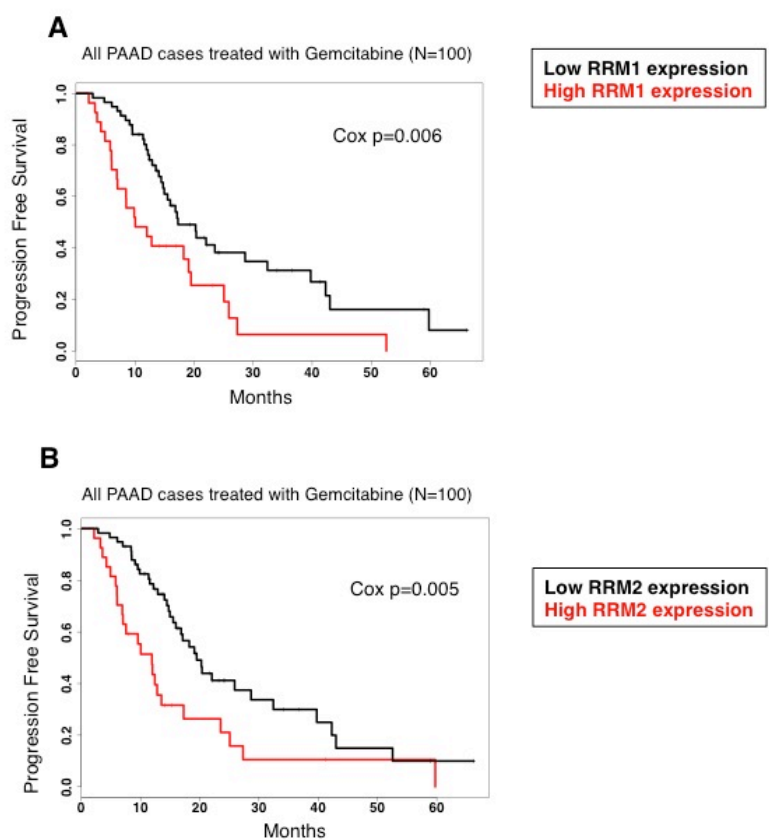 A
All PAAD cases treated with Gemcitabine (N=100)
Low RRM1 expression
High RRM1 expression
Cox p=0.006
Progression Free Survival
1.0
0.8
0.6
0.4
0.2
0.0
0 10 20 30 40 50 60
Months
B
All PAAD cases treated with Gemcitabine (N=100)
Low RRM2 expression
High RRM2 expression
Cox p=0.005
Progression Free Survival
1.0
0.8
0.6
0.4
0.2
0.0
0 10 20 30 40 50 60
Months